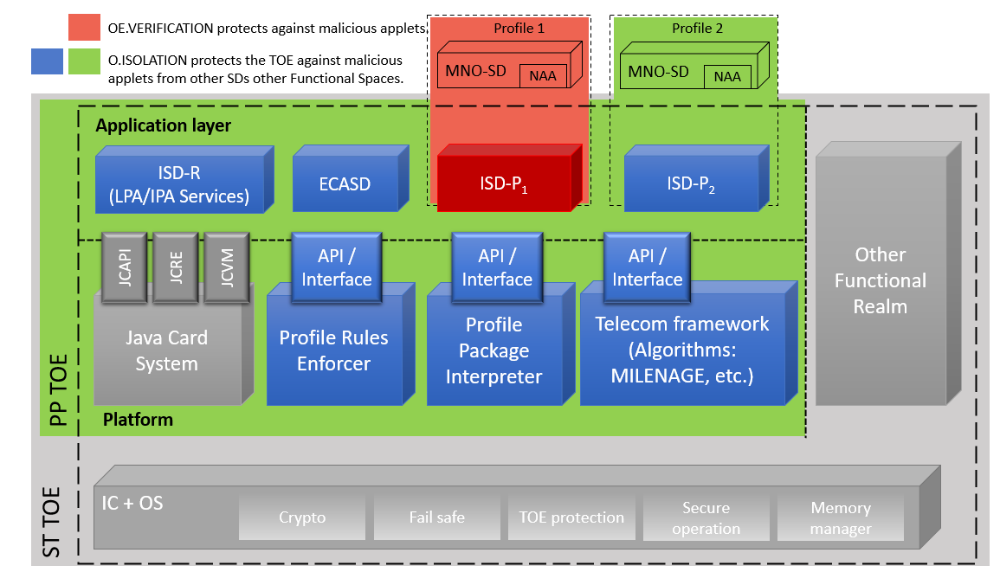 OE.VERIFICATION protects against malicious applets.
O.ISOLATION protects the TOE against malicious
applets from other SDs other Functional Spaces.
Profile 1
MNO-SD
NAA
Profile 2
MNO-SD
NAA
Application layer
ISD-R
(LPA/IPA Services)
ECASD
ISD-P1
ISD-P2
JCAPI
JCRE
JCVM
API /
Interface
API /
Interface
API /
Interface
Java Card
System
Profile Rules
Enforcer
Profile
Package
Interpreter
Telecom framework
(Algorithms:
MILENAGE, etc.)
Other
Functional
Realm
Platform
PP TOE
ST TOE
IC + OS
Crypto
Fail safe
TOE protection
Secure
operation
Memory
manager